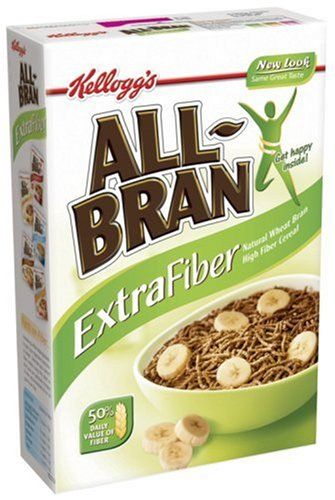 New Look
Same Great Taste
Kellogg's
ALL-
BRAN
Get happy
inside!
ExtraFiber
Natural Wheat Bran
High Fiber Cereal
50%
DAILY
VALUE OF
FIBER
ALL-
BRAN
ExtraFiber